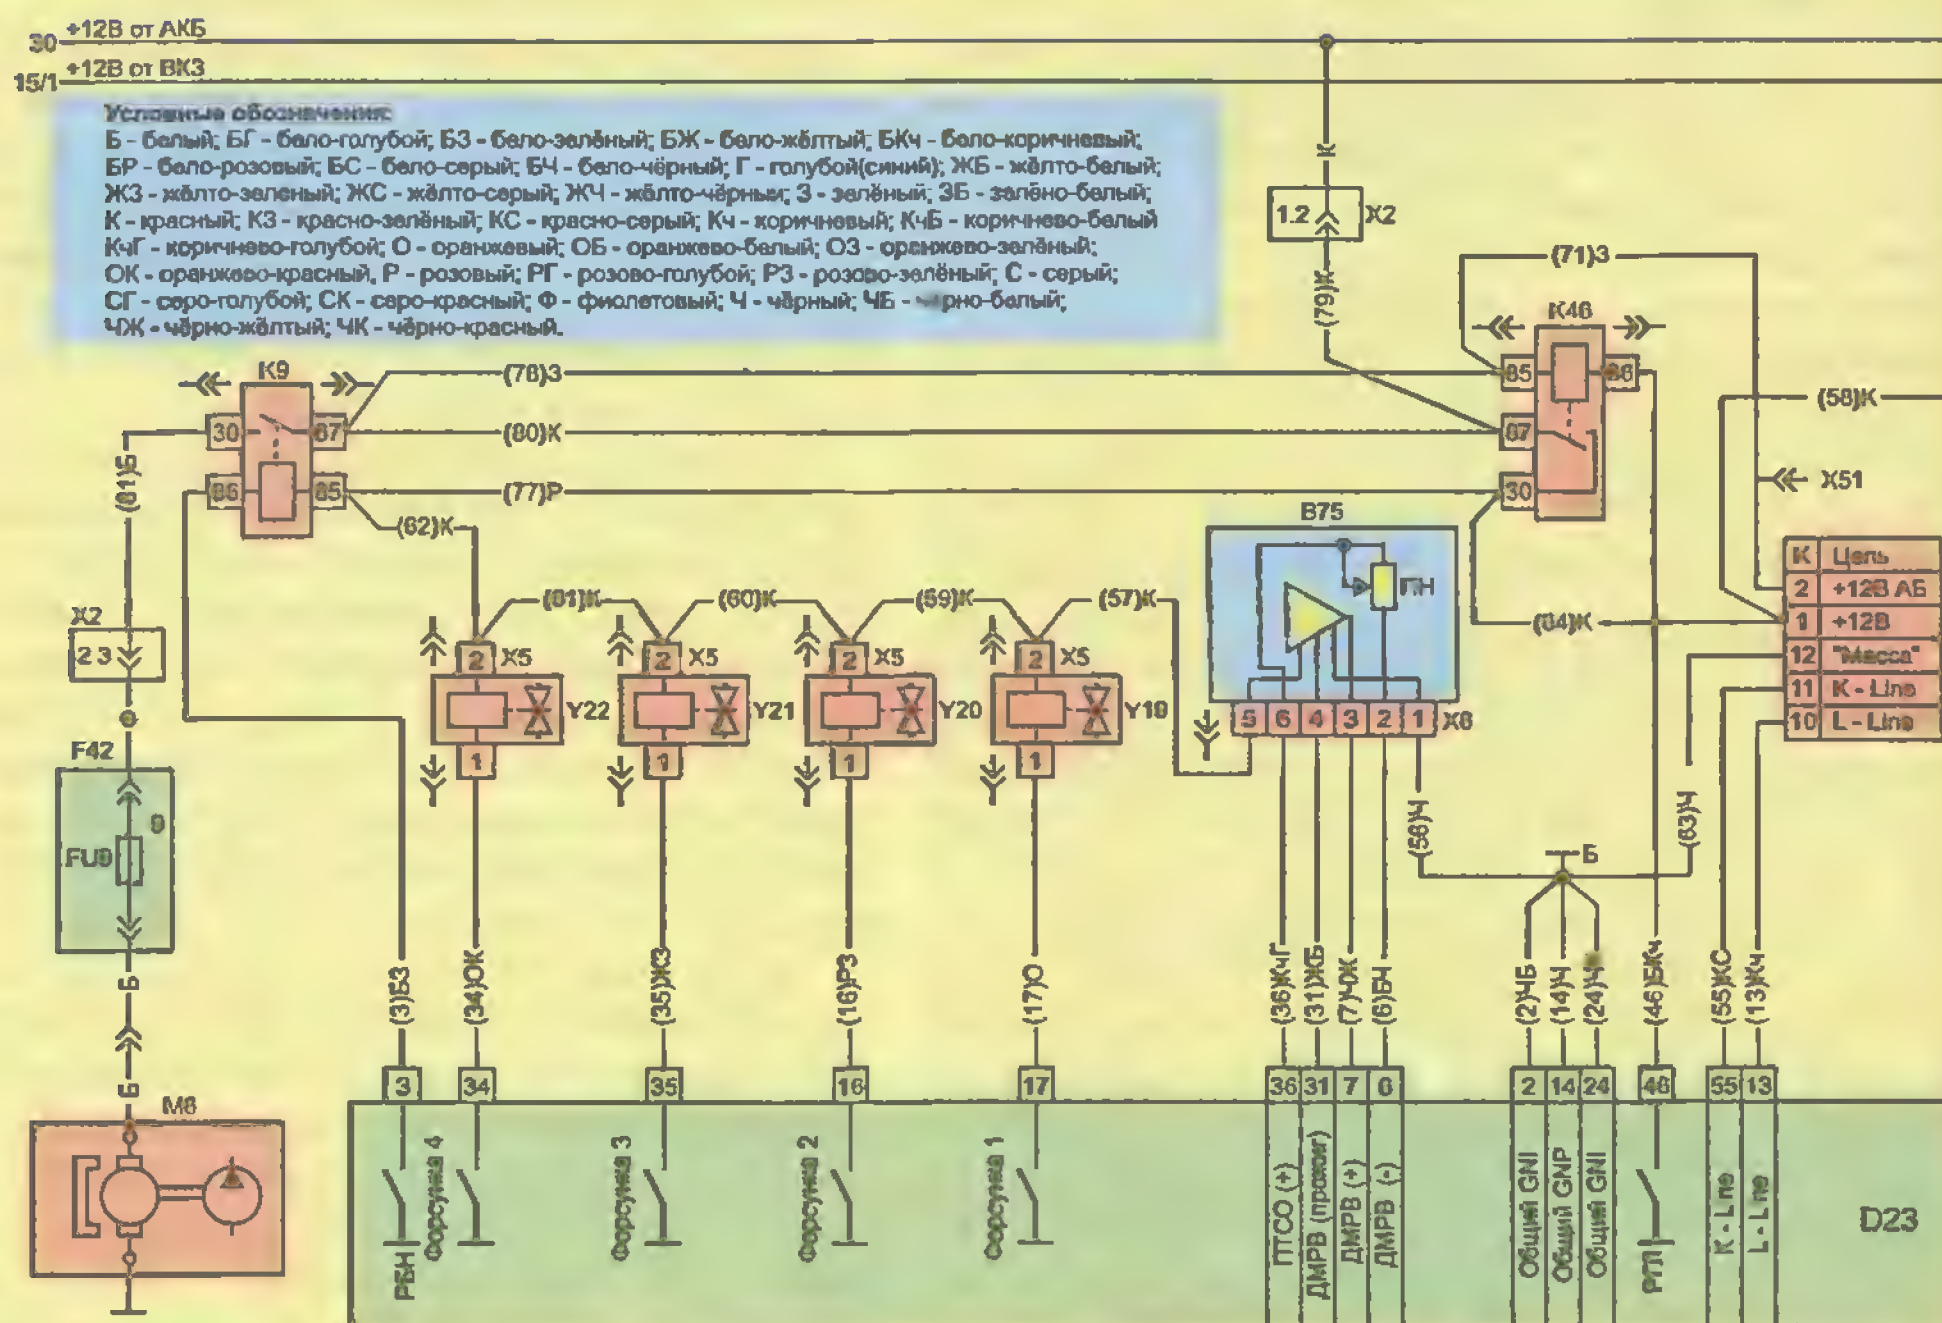 +12В от АКБ
30
+12В от ВКЗ
15/1
Условные обозначения:
Б - белый; БГ - бело-голубой; БЗ - бело-зелёный; БЖ - бело-жёлтый; БКч - бело-коричневый;
БР - бело-розовый; БС - бело-серый; БЧ - бело-чёрный; Г - голубой(синий); ЖБ - жёлто-белый;
ЖЗ - жёлто-зеленый; ЖС - жёлто-серый; ЖЧ - жёлто-чёрный; З - зелёный; ЗБ - зелёно-белый;
К - красный; КЗ - красно-зелёный; КС - красно-серый; Кч - коричневый; КчБ - коричнево-белый
КчГ - коричнево-голубой; О - оранжевый; ОБ - оранжево-белый; ОЗ - оранжево-зелёный;
ОК - оранжево-красный, Р - розовый; РГ - розово-голубой; РЗ - розово-зелёный; С - серый;
СГ - серо-голубой; СК - серо-красный; Ф - фиолетовый; Ч - чёрный; ЧБ - чёрно-белый;
ЧЖ - чёрно-жёлтый; ЧК - чёрно-красный.
К
1.2 X2
(79)К
(71)З
K46
85 86
87
30
(58)К
X51
K9
(78)З
30 87
(80)К
86 85
(77)Р
(62)К
(81)Б
X2
2 3
F42
9
FU9
Б
Б
M8
B75
ПН
5 6 4 3 2 1 X6
К Цепь
2 +12В АБ
1 +12В
12 "Масса"
11 K - Line
10 L - Line
(64)К
(61)К (60)К (59)К (57)К
2 X5 2 X5 2 X5 2 X5
Y22 Y21 Y20 Y19
1 1 1 1
(56)Ч
Б
(63)Ч
(3)БЗ
(34)ОК
(35)ЖЗ
(16)РЗ
(17)О
(36)КчГ
(31)ЖБ
(7)ЧЖ
(6)БЧ
(2)ЧБ
(14)Ч
(24)Ч
(46)БКч
(55)КС
(13)Кч
3 34 35 16 17 36 31 7 6 2 14 24 46 55 13
РБН
Форсунка 4
Форсунка 3
Форсунка 2
Форсунка 1
ПТСО (+)
ДМРВ (прожиг)
ДМРВ (+)
ДМРВ (-)
Общий GNI
Общий GNP
Общий GNI
РГЛ
K - Line
L - Line
D23